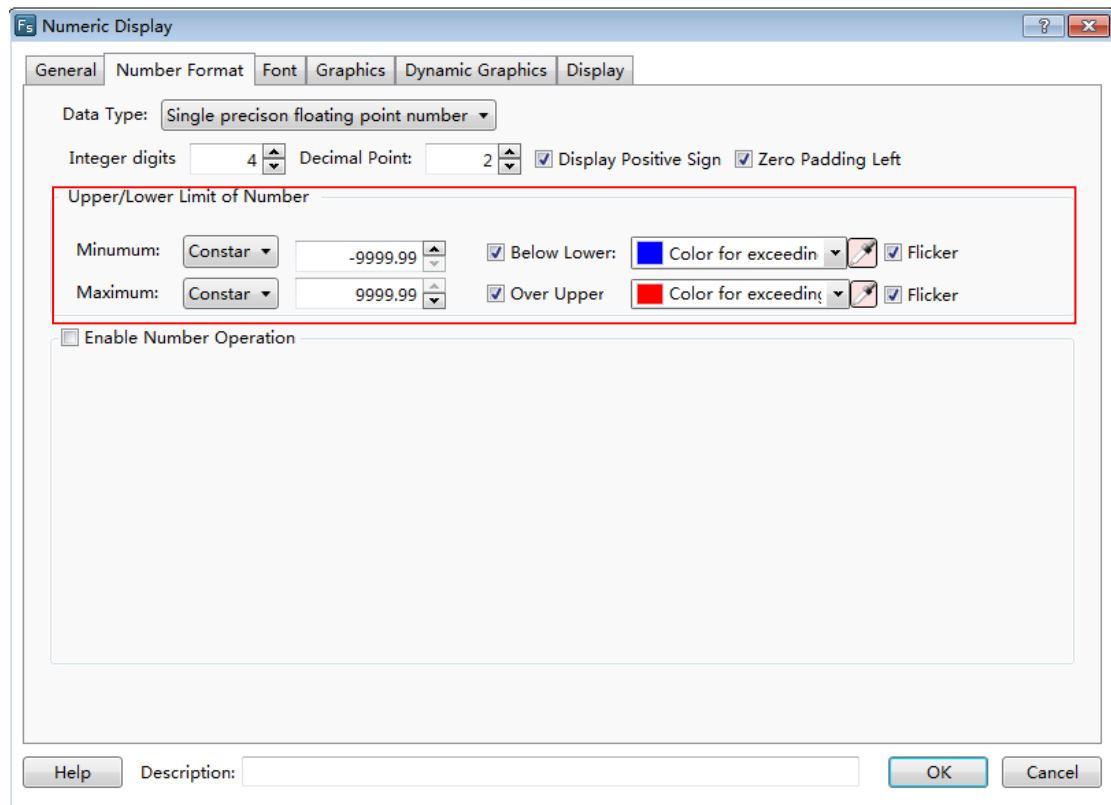 Fs Numeric Display
General Number Format Font Graphics Dynamic Graphics Display
Data Type: Single precison floating point number
Integer digits 4 Decimal Point: 2 Display Positive Sign Zero Padding Left
Upper/Lower Limit of Number
Minumum: Constar -9999.99 Below Lower: Color for exceedin Flicker
Maximum: Constar 9999.99 Over Upper Color for exceeding Flicker
Enable Number Operation
Help Description: OK Cancel